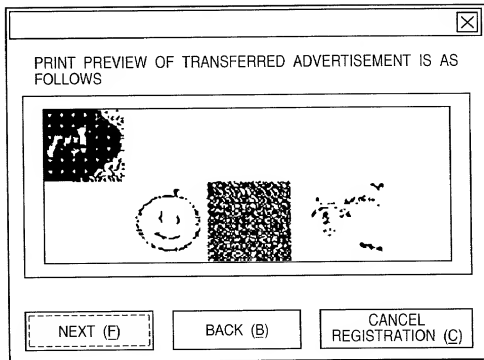 PRINT PREVIEW OF TRANSFERRED ADVERTISEMENT IS AS
FOLLOWS
NEXT (F)
BACK (B)
CANCEL
REGISTRATION (C)